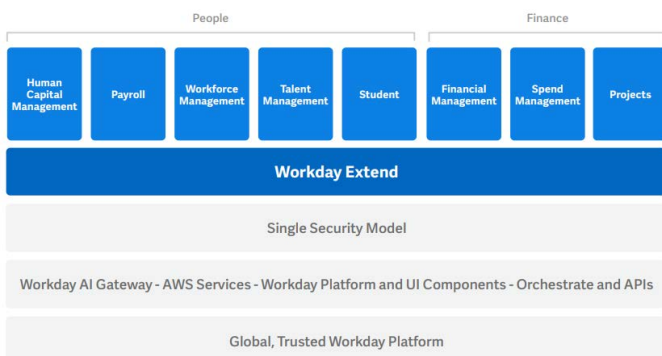 People
Finance
Human
Capital
Management
Payroll
Workforce
Management
Talent
Management
Student
Financial
Management
Spend
Management
Projects
Workday Extend
Single Security Model
Workday AI Gateway - AWS Services - Workday Platform and UI Components - Orchestrate and APIs
Global, Trusted Workday Platform